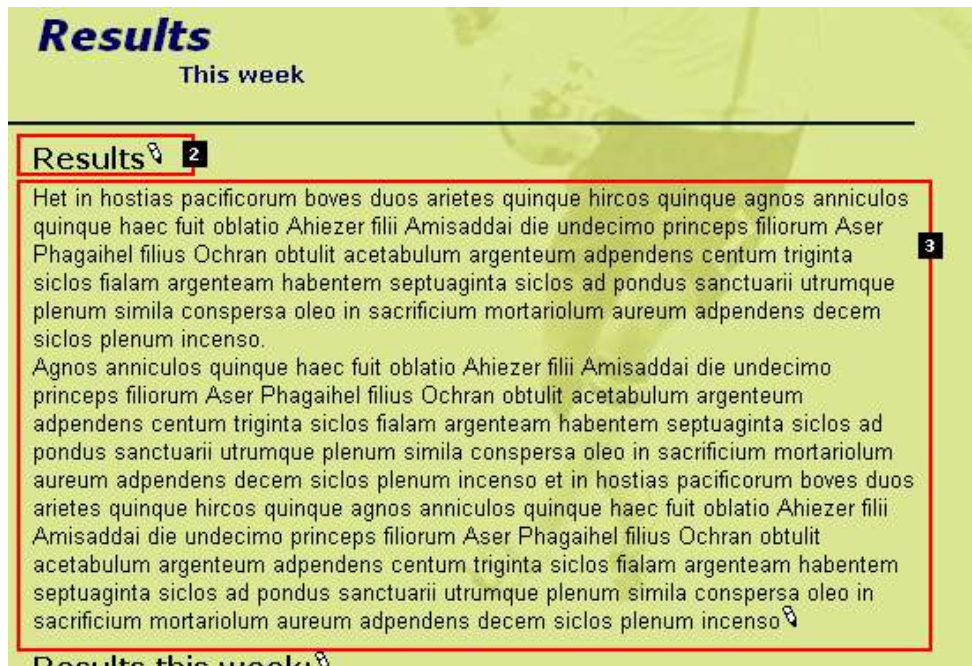 Results
This week
Results
2
Het in hostias pacificorum boves duos arietes quinque hircos quinque agnos anniculos
quinque haec fuit oblatio Ahiezer filii Amisaddai die undecimo princeps filiorum Aser
3
Phagaihel filius Ochran obtulit acetabulum argenteum adpendens centum triginta
siclos fialam argenteam habentem septuaginta siclos ad pondus sanctuarii utrumque
plenum simila conspersa oleo in sacrificium mortariolum aureum adpendens decem
siclos plenum incenso.
Agnos anniculos quinque haec fuit oblatio Ahiezer filii Amisaddai die undecimo
princeps filiorum Aser Phagaihel filius Ochran obtulit acetabulum argenteum
adpendens centum triginta siclos fialam argenteam habentem septuaginta siclos ad
pondus sanctuarii utrumque plenum simila conspersa oleo in sacrificium mortariolum
aureum adpendens decem siclos plenum incenso et in hostias pacificorum boves duos
arietes quinque hircos quinque agnos anniculos quinque haec fuit oblatio Ahiezer filii
Amisaddai die undecimo princeps filiorum Aser Phagaihel filius Ochran obtulit
acetabulum argenteum adpendens centum triginta siclos fialam argenteam habentem
septuaginta siclos ad pondus sanctuarii utrumque plenum simila conspersa oleo in
sacrificium mortariolum aureum adpendens decem siclos plenum incenso
Results this week: